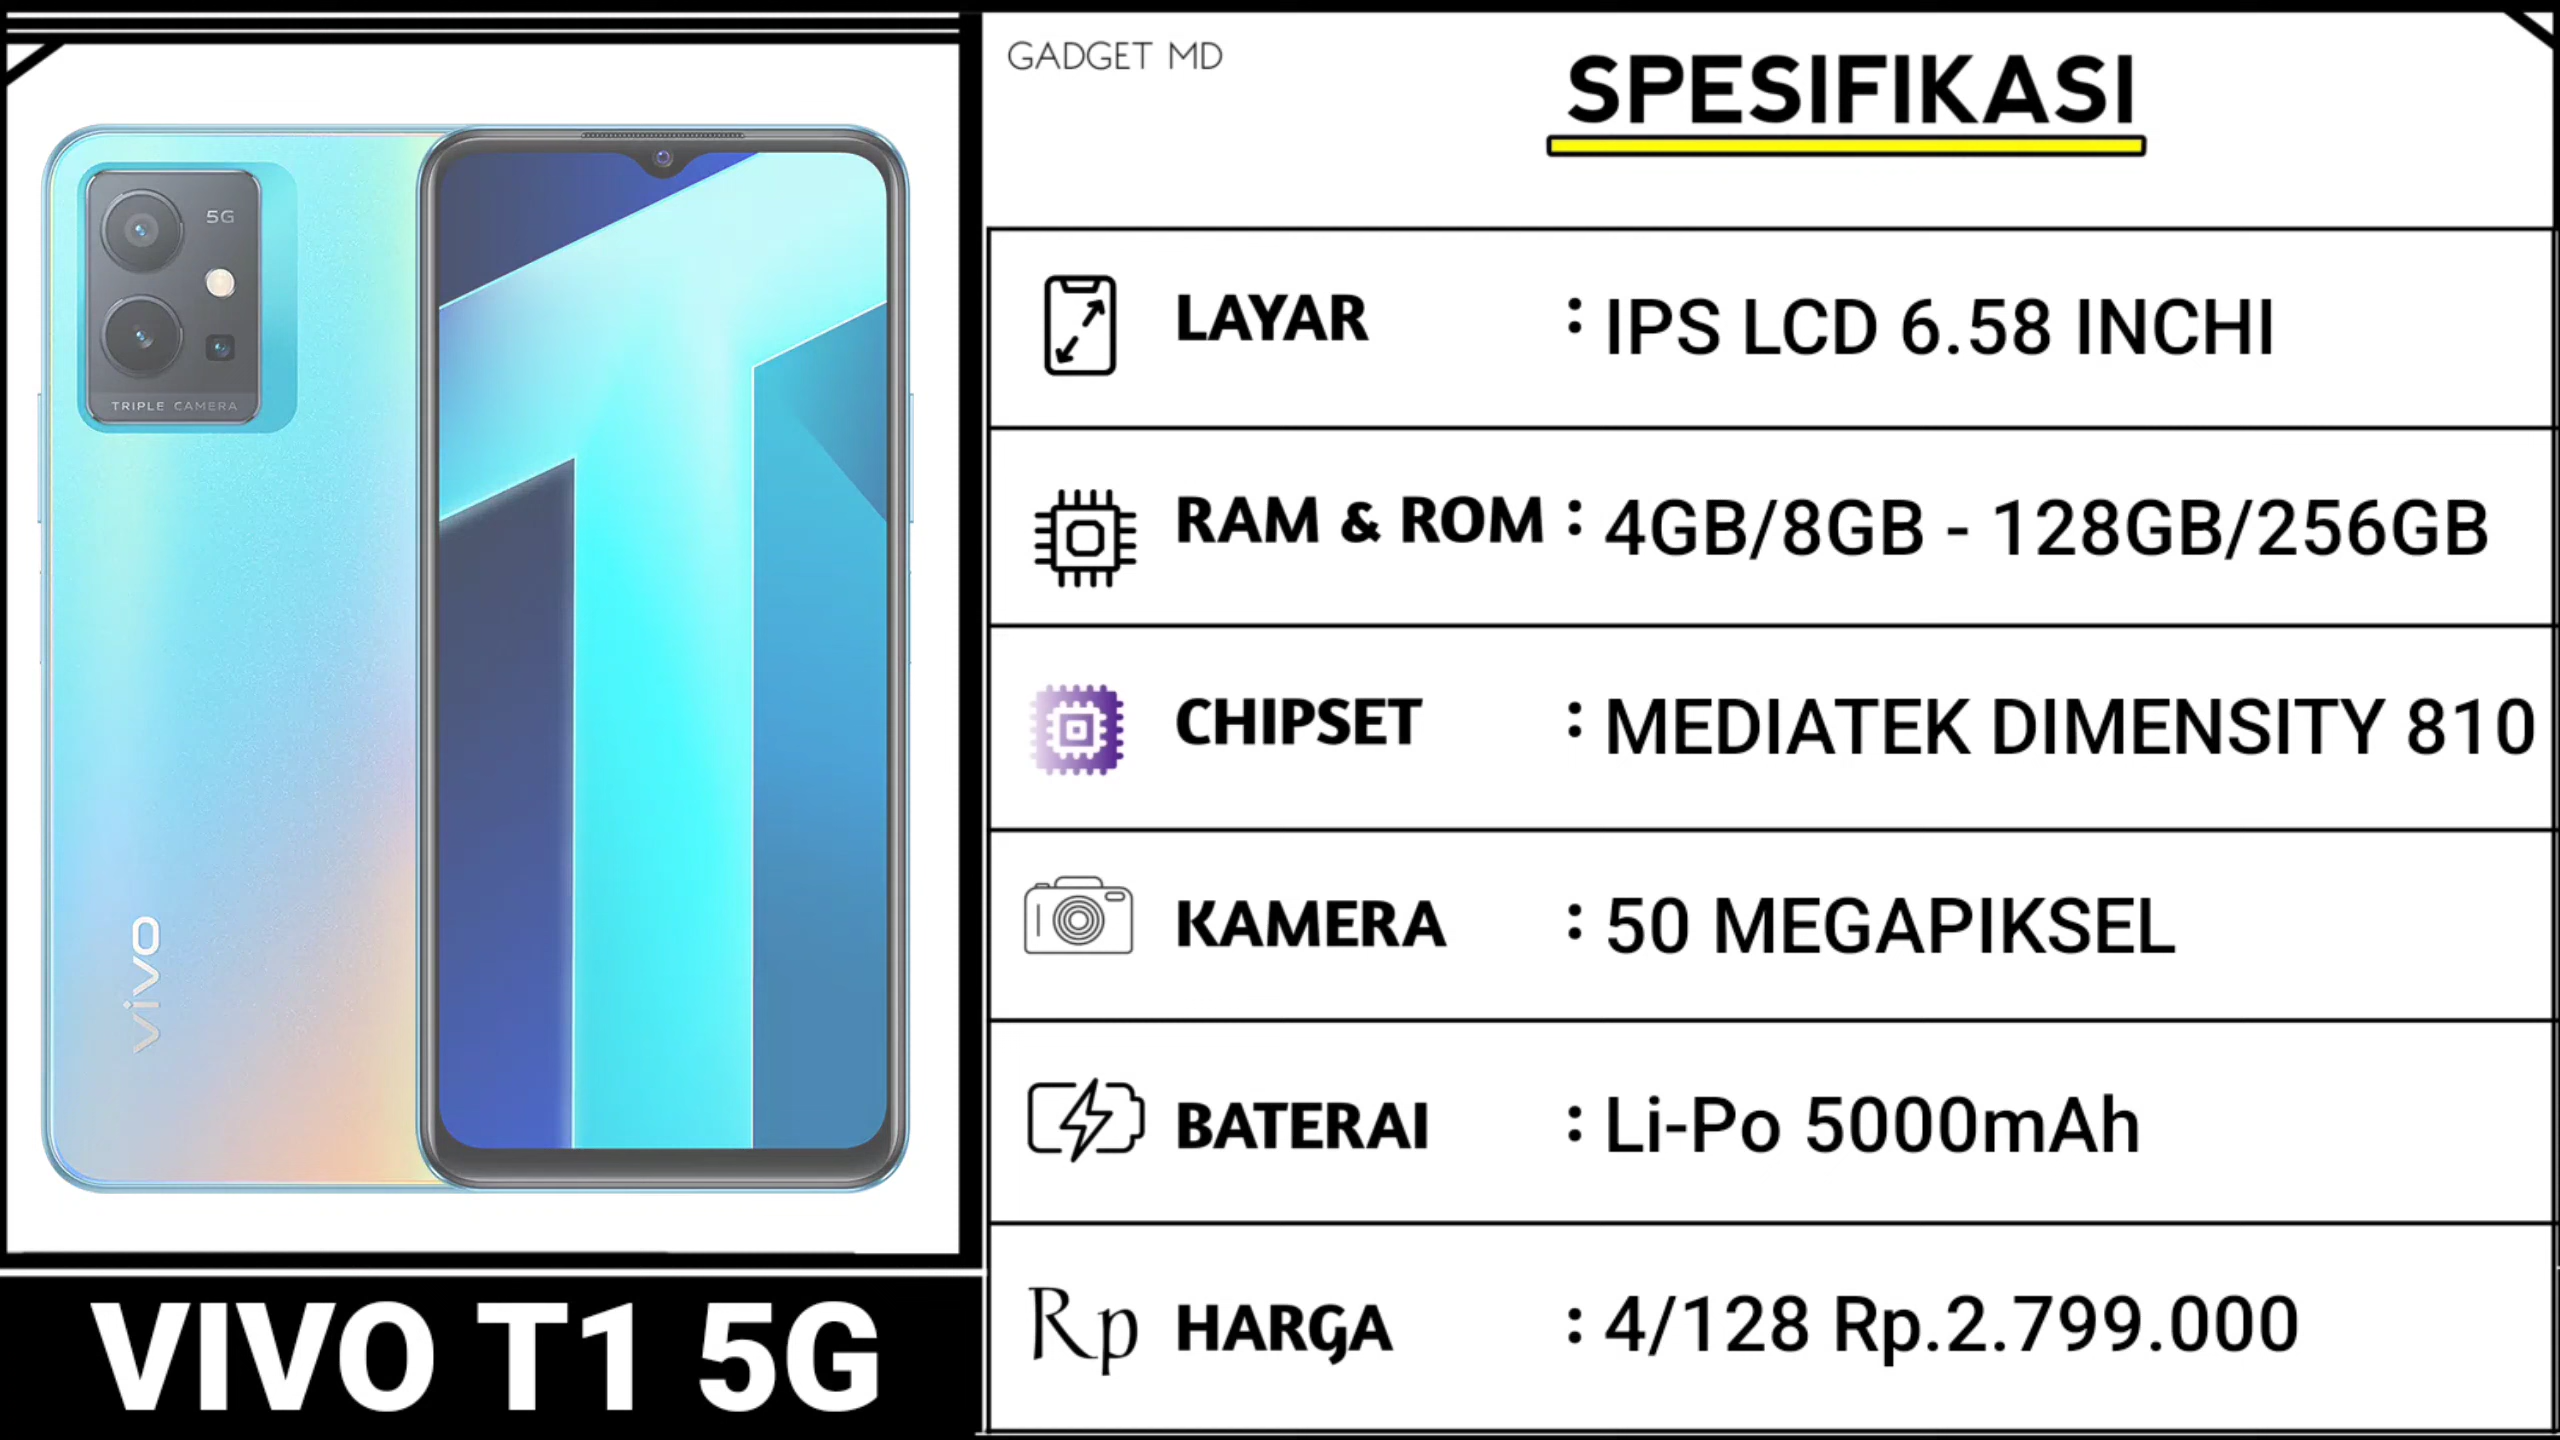 GADGET MD
SPESIFIKASI
5G
TRIPLE CAMERA
vivo
VIVO T1 5G
LAYAR : IPS LCD 6.58 INCHI
RAM & ROM : 4GB/8GB - 128GB/256GB
CHIPSET : MEDIATEK DIMENSITY 810
KAMERA : 50 MEGAPIKSEL
BATERAI : Li-Po 5000mAh
Rp HARGA : 4/128 Rp.2.799.000